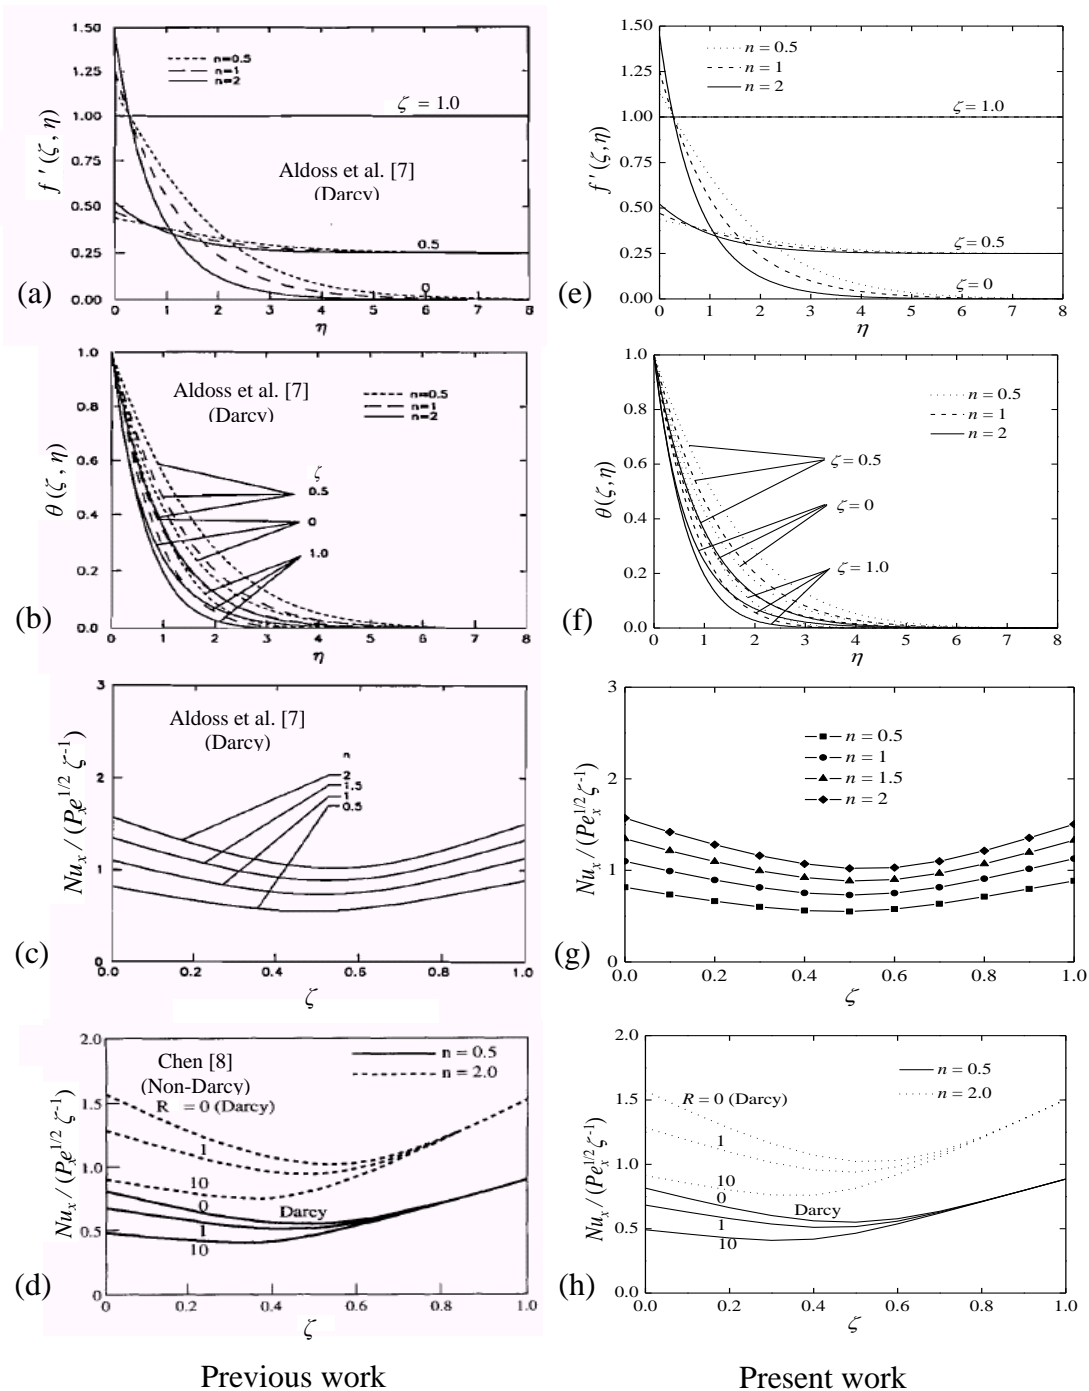 1.50
1.25
1.00
0.75
0.50
0.25
0.00
f ' (ζ, η)
n=0.5
n=1
n=2
ζ = 1.0
Aldoss et al. [7]
(Darcy)
0.5
0
(a)
0 1 2 3 4 5 6 7 8
η
1.50
1.25
1.00
0.75
0.50
0.25
0.00
f ' (ζ, η)
n = 0.5
n = 1
n = 2
ζ = 1.0
ζ = 0.5
ζ = 0
(e)
0 1 2 3 4 5 6 7 8
η
1.0
0.8
0.6
0.4
0.2
0.0
θ (ζ, η)
Aldoss et al. [7]
(Darcy)
n=0.5
n=1
n=2
ζ
0.5
0
1.0
(b)
0 1 2 3 4 5 6 7 8
η
1.0
0.8
0.6
0.4
0.2
0.0
θ (ζ, η)
n = 0.5
n = 1
n = 2
ζ = 0.5
ζ = 0
ζ = 1.0
(f)
0 1 2 3 4 5 6 7 8
η
3
2
1
0
Nuₓ / (Pₓe^1/2 ζ^-1)
Aldoss et al. [7]
(Darcy)
n
2
1.5
1
0.5
(c)
0.0 0.2 0.4 0.6 0.8 1.0
ζ
3
2
1
0
Nuₓ / (Peₓ^1/2 ζ^-1)
n = 0.5
n = 1
n = 1.5
n = 2
(g)
0.0 0.2 0.4 0.6 0.8 1.0
ζ
2.0
1.5
1.0
0.5
0
Nuₓ / (Pₓe^1/2 ζ^-1)
Chen [8]
(Non-Darcy)
n = 0.5
n = 2.0
R = 0 (Darcy)
1
10
0
Darcy
1
10
(d)
0 0.2 0.4 0.6 0.8 1.0
ζ
2.0
1.5
1.0
0.5
0.0
Nuₓ / (Peₓ^1/2 ζ^-1)
n = 0.5
n = 2.0
R = 0 (Darcy)
1
10
0
Darcy
1
10
(h)
0.0 0.2 0.4 0.6 0.8 1.0
ζ
Previous work
Present work